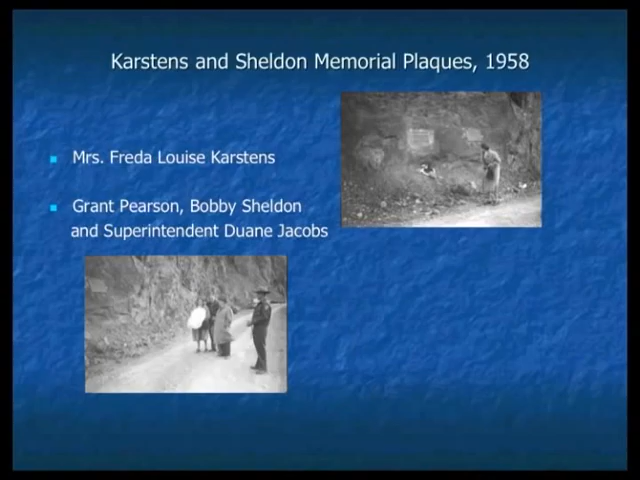 Karstens and Sheldon Memorial Plaques, 1958
Mrs. Freda Louise Karstens
Grant Pearson, Bobby Sheldon
and Superintendent Duane Jacobs